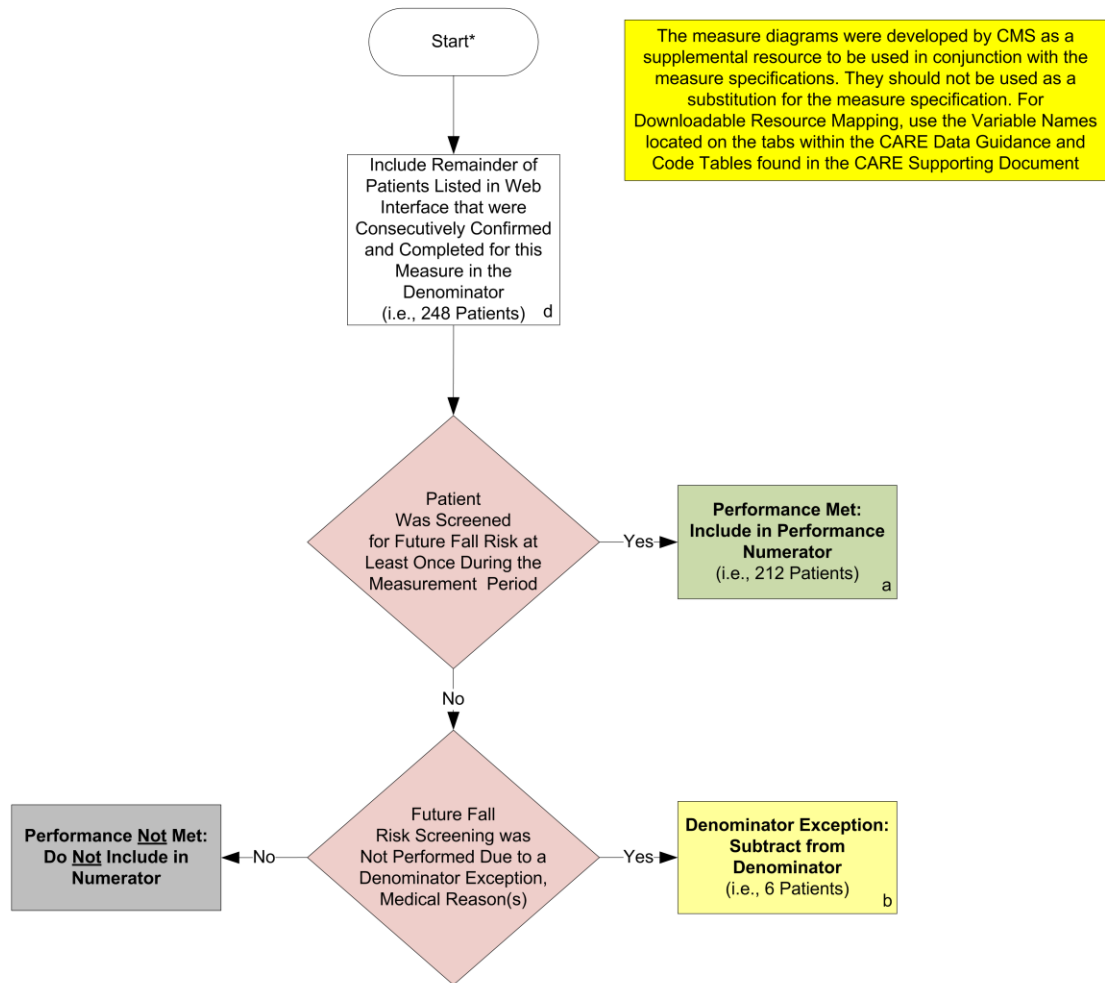 Start*
The measure diagrams were developed by CMS as a
supplemental resource to be used in conjunction with the
measure specifications. They should not be used as a
substitution for the measure specification. For
Downloadable Resource Mapping, use the Variable Names
located on the tabs within the CARE Data Guidance and
Code Tables found in the CARE Supporting Document
Include Remainder of
Patients Listed in Web
Interface that were
Consecutively Confirmed
and Completed for this
Measure in the
Denominator
(i.e., 248 Patients)
d
Patient
Was Screened
for Future Fall Risk at
Least Once During the
Measurement Period
Yes
Performance Met:
Include in Performance
Numerator
(i.e., 212 Patients)
a
No
Future Fall
Risk Screening was
Not Performed Due to a
Denominator Exception,
Medical Reason(s)
No
Performance Not Met:
Do Not Include in
Numerator
Yes
Denominator Exception:
Subtract from
Denominator
(i.e., 6 Patients)
b